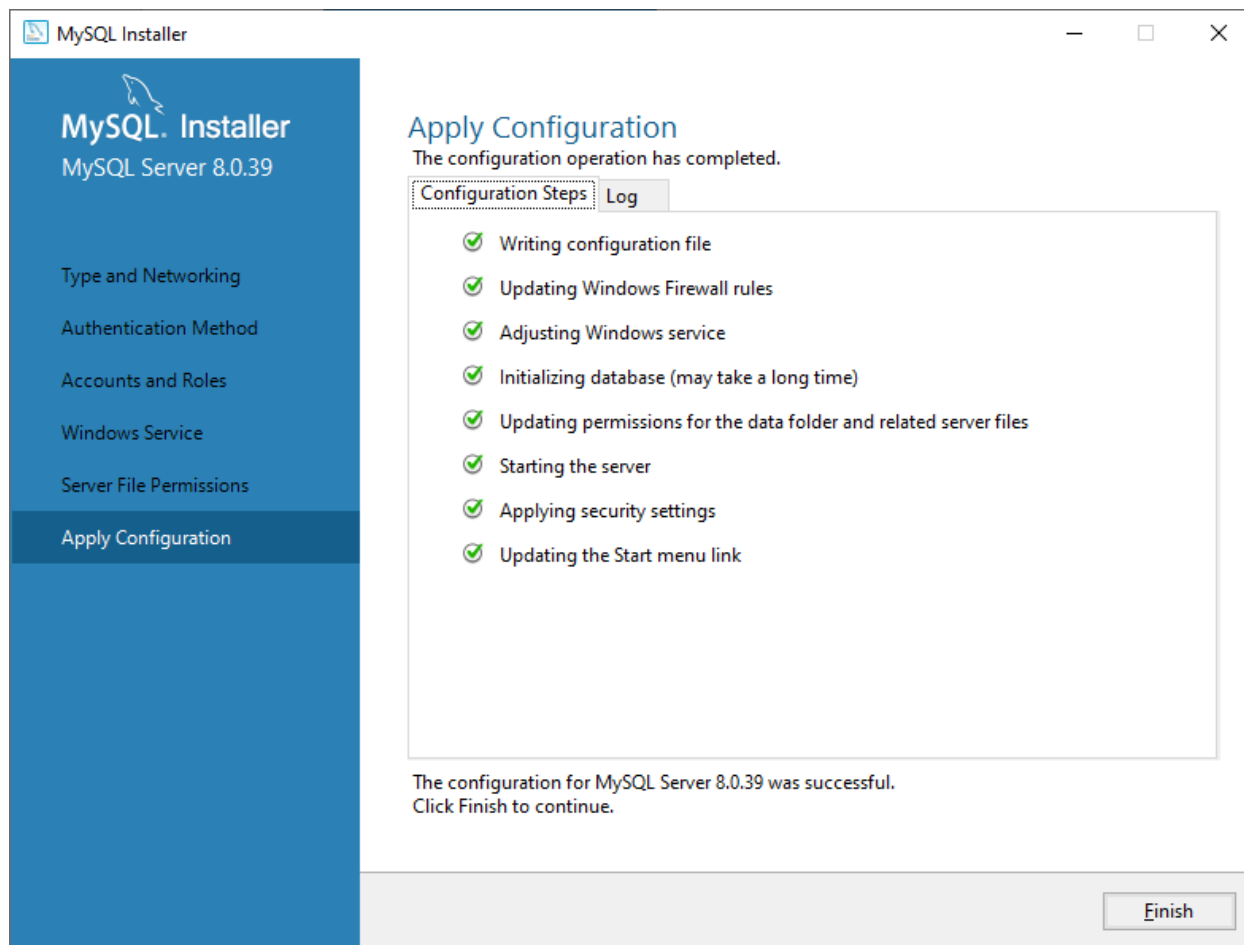 MySQL Installer
MySQL. Installer
MySQL Server 8.0.39
Type and Networking
Authentication Method
Accounts and Roles
Windows Service
Server File Permissions
Apply Configuration
Apply Configuration
The configuration operation has completed.
Configuration Steps Log
Writing configuration file
Updating Windows Firewall rules
Adjusting Windows service
Initializing database (may take a long time)
Updating permissions for the data folder and related server files
Starting the server
Applying security settings
Updating the Start menu link
The configuration for MySQL Server 8.0.39 was successful.
Click Finish to continue.
Finish